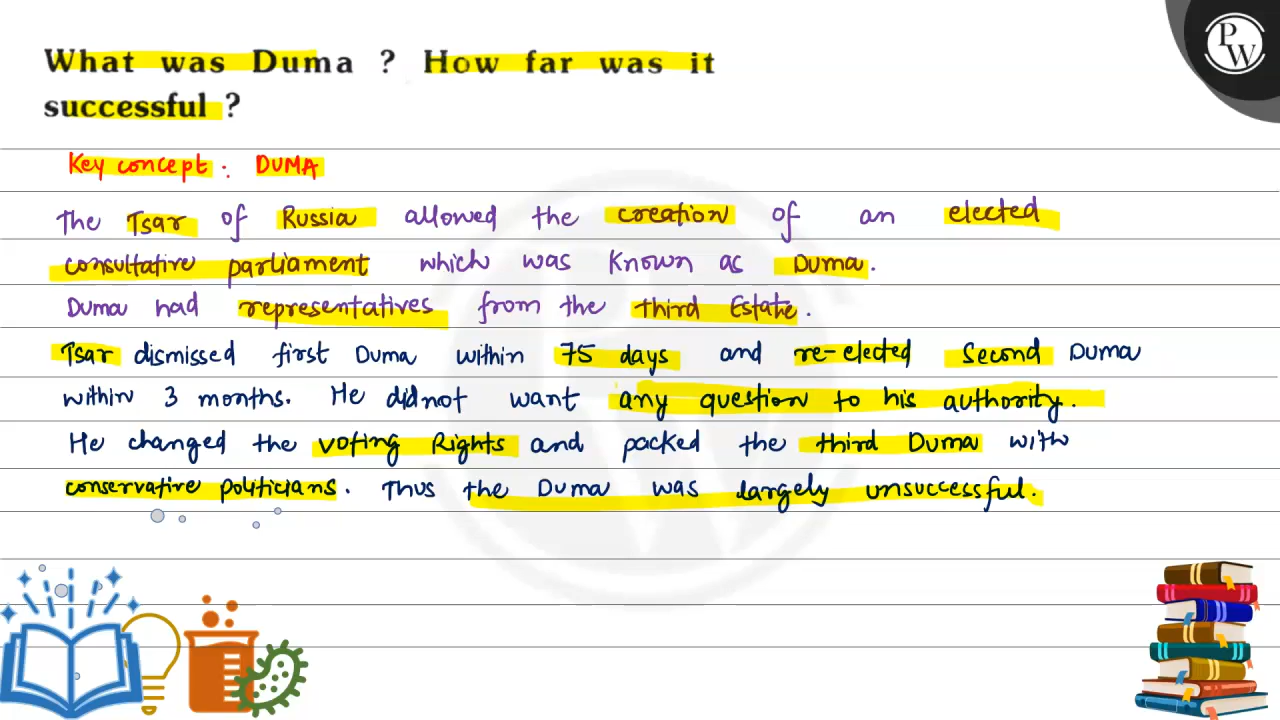 What was Duma ? How far was it
successful ?
PW
Key concept : DUMA
The Tsar of Russia allowed the creation of an elected
consultative parliament which was known as Duma.
Duma had representatives from the third Estate.
Tsar dismissed first Duma within 75 days and re-elected second Duma
within 3 months. He didnot want any question to his authority.
He changed the voting Rights and packed the third Duma with
conservative politicians. Thus the Duma was largely unsuccessful.